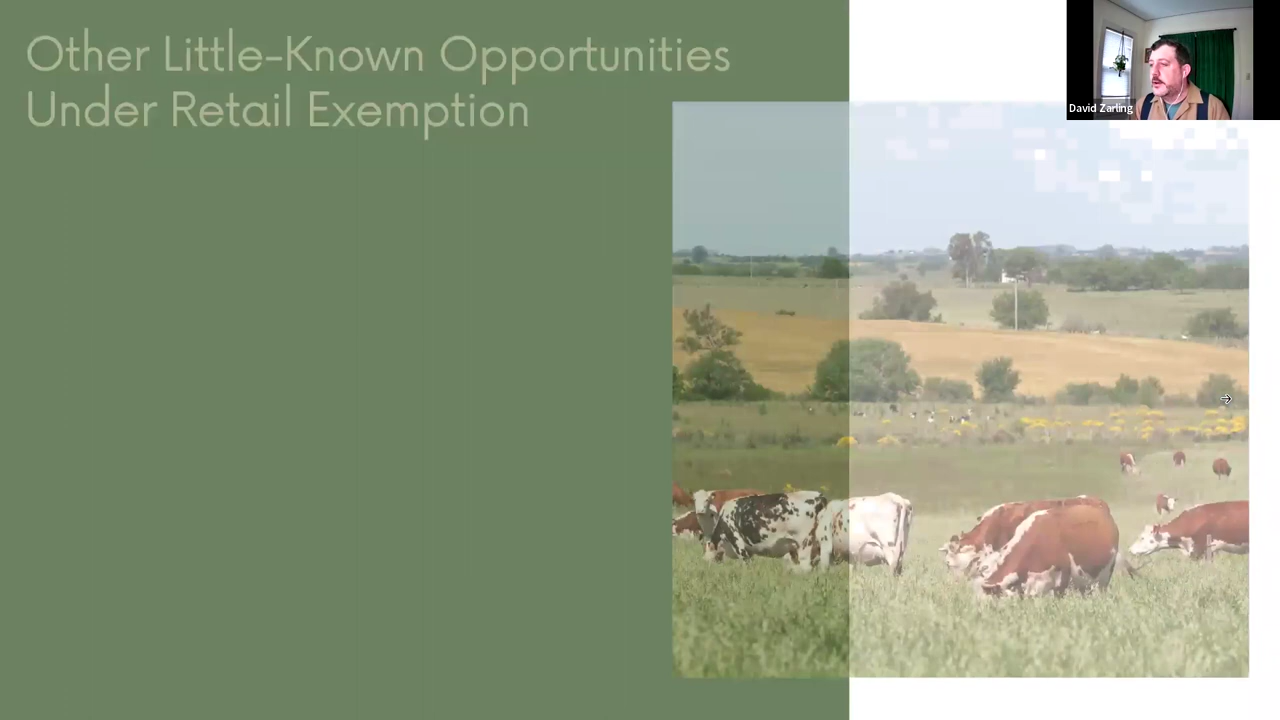 Other Little-Known Opportunities
Under Retail Exemption
David Zarling